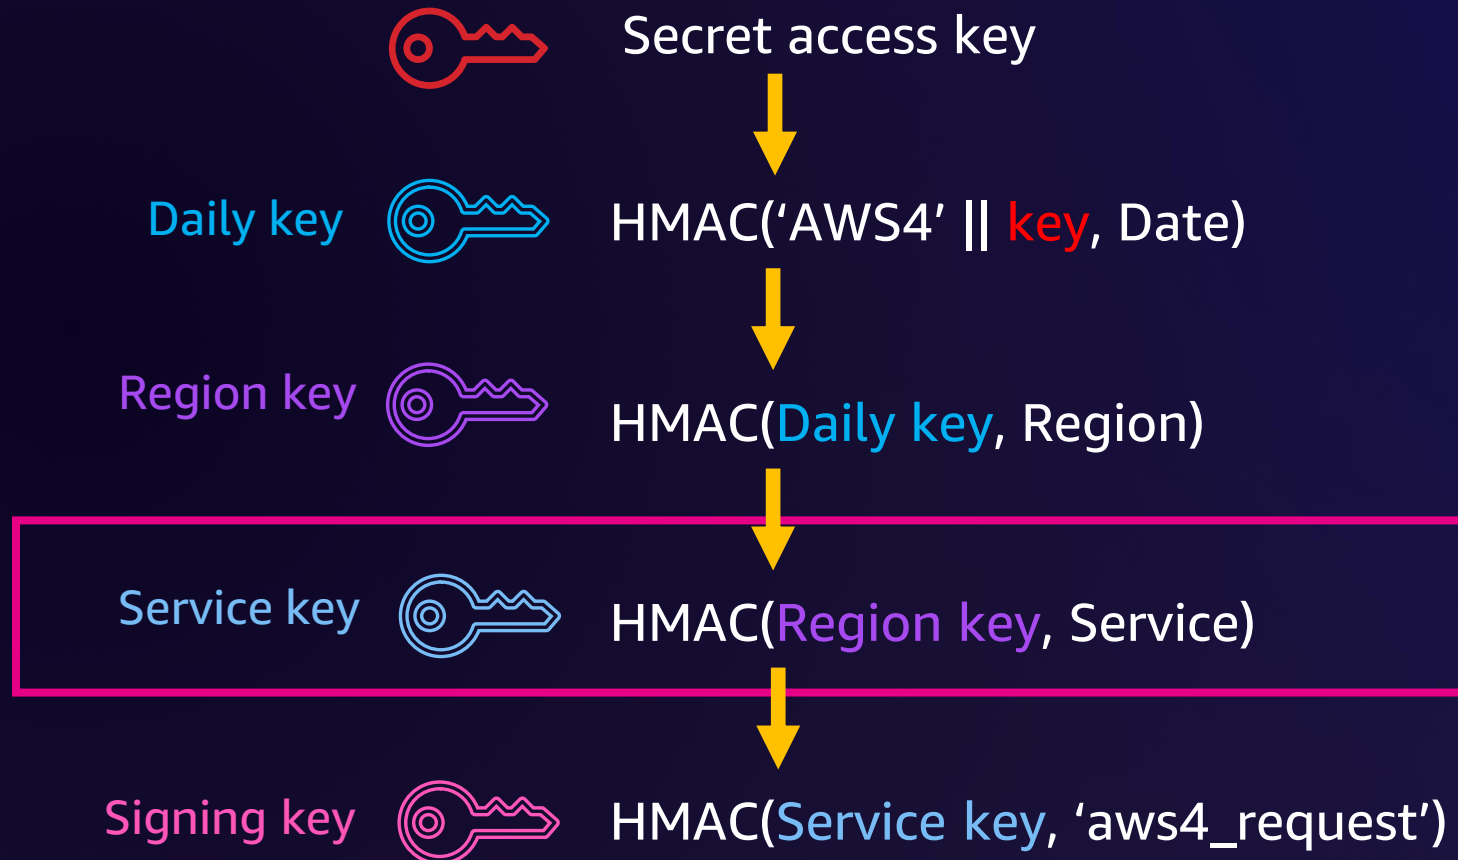 Secret access key
Daily key
HMAC(‘AWS4’ || key, Date)
Region key
HMAC(Daily key, Region)
Service key
HMAC(Region key, Service)
Signing key
HMAC(Service key, ‘aws4_request’)